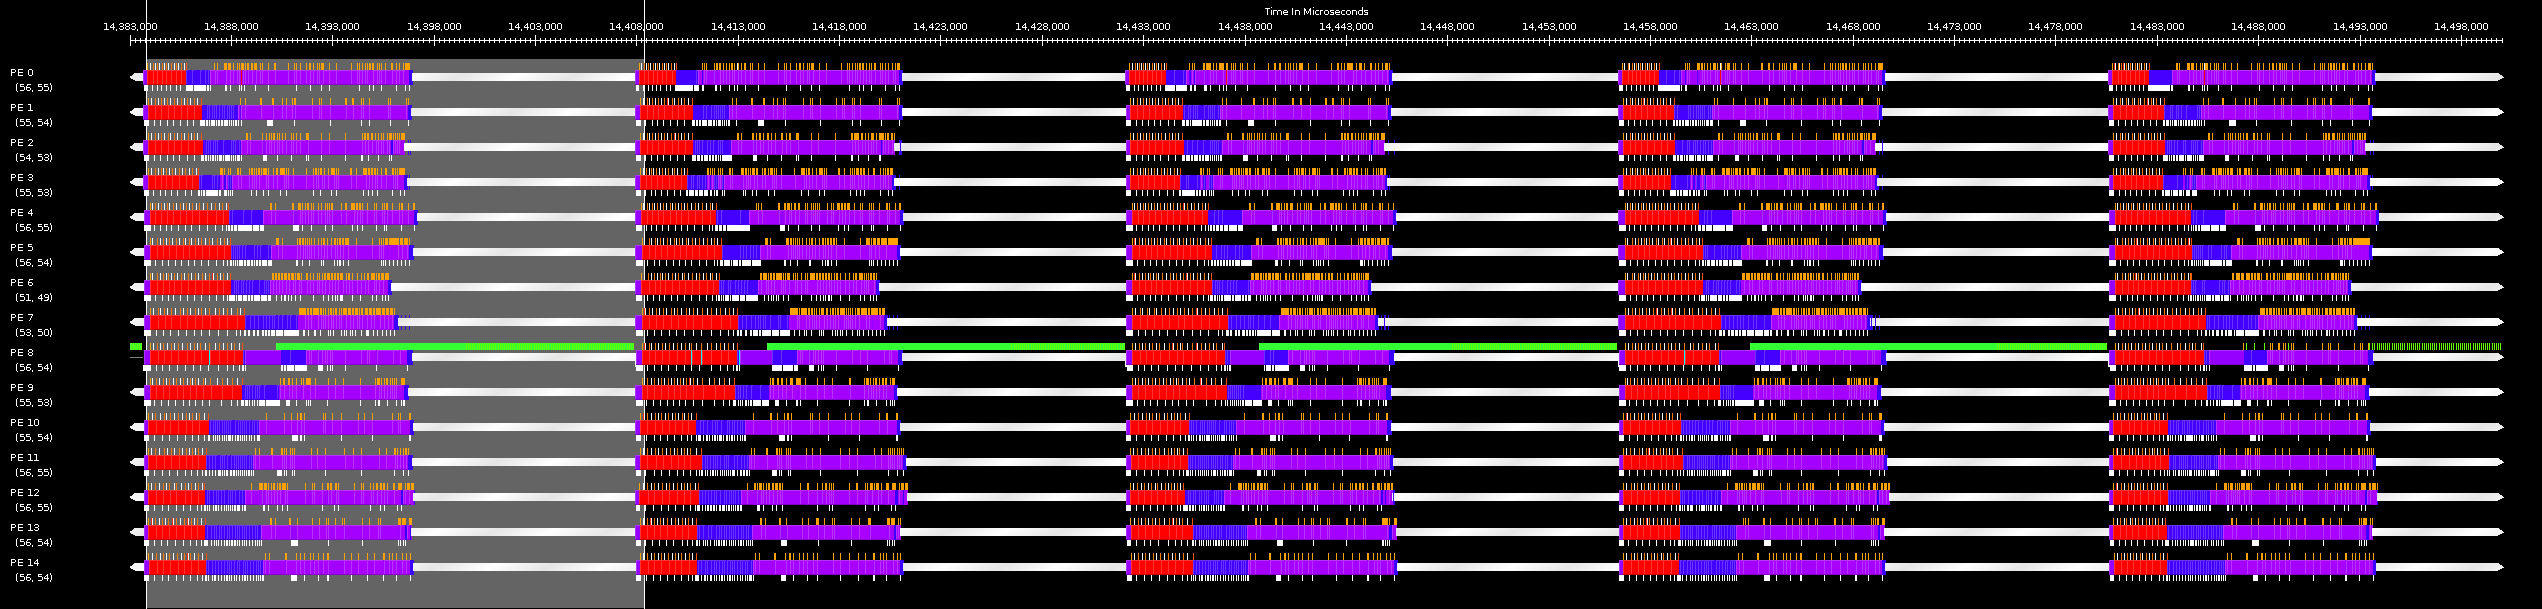 Time In Microseconds
14,383,000 14,388,000 14,393,000 14,398,000 14,403,000 14,408,000 14,413,000 14,418,000 14,423,000 14,428,000 14,433,000 14,438,000 14,443,000 14,448,000 14,453,000 14,458,000 14,463,000 14,468,000 14,473,000 14,478,000 14,483,000 14,488,000 14,493,000 14,498,000
PE 0
(56, 55)
PE 1
(55, 54)
PE 2
(54, 53)
PE 3
(55, 53)
PE 4
(56, 55)
PE 5
(56, 54)
PE 6
(51, 49)
PE 7
(53, 50)
PE 8
(56, 54)
PE 9
(55, 53)
PE 10
(55, 54)
PE 11
(56, 55)
PE 12
(56, 55)
PE 13
(56, 54)
PE 14
(56, 54)